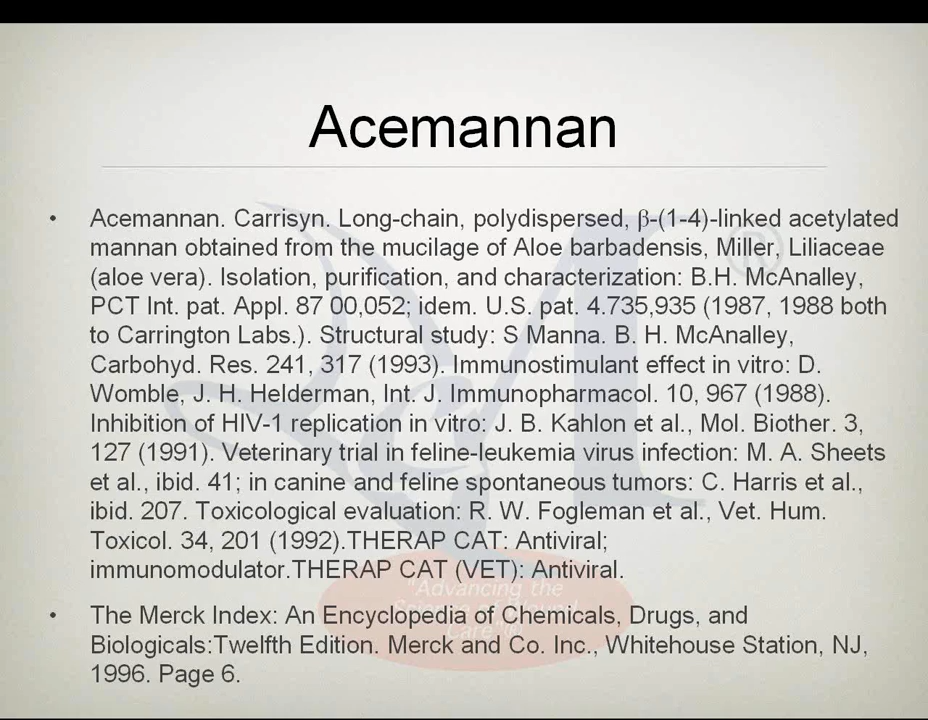 Acemannan
• Acemannan. Carrisyn. Long-chain, polydispersed, β-(1-4)-linked acetylated
mannan obtained from the mucilage of Aloe barbadensis, Miller, Liliaceae
(aloe vera). Isolation, purification, and characterization: B.H. McAnalley,
PCT Int. pat. Appl. 87 00,052; idem. U.S. pat. 4.735,935 (1987, 1988 both
to Carrington Labs.). Structural study: S Manna. B. H. McAnalley,
Carbohyd. Res. 241, 317 (1993). Immunostimulant effect in vitro: D.
Womble, J. H. Helderman, Int. J. Immunopharmacol. 10, 967 (1988).
Inhibition of HIV-1 replication in vitro: J. B. Kahlon et al., Mol. Biother. 3,
127 (1991). Veterinary trial in feline-leukemia virus infection: M. A. Sheets
et al., ibid. 41; in canine and feline spontaneous tumors: C. Harris et al.,
ibid. 207. Toxicological evaluation: R. W. Fogleman et al., Vet. Hum.
Toxicol. 34, 201 (1992).THERAP CAT: Antiviral;
immunomodulator.THERAP CAT (VET): Antiviral.
• The Merck Index: An Encyclopedia of Chemicals, Drugs, and
Biologicals:Twelfth Edition. Merck and Co. Inc., Whitehouse Station, NJ,
1996. Page 6.
"Advancing the
Science of Wound
Care"®
®